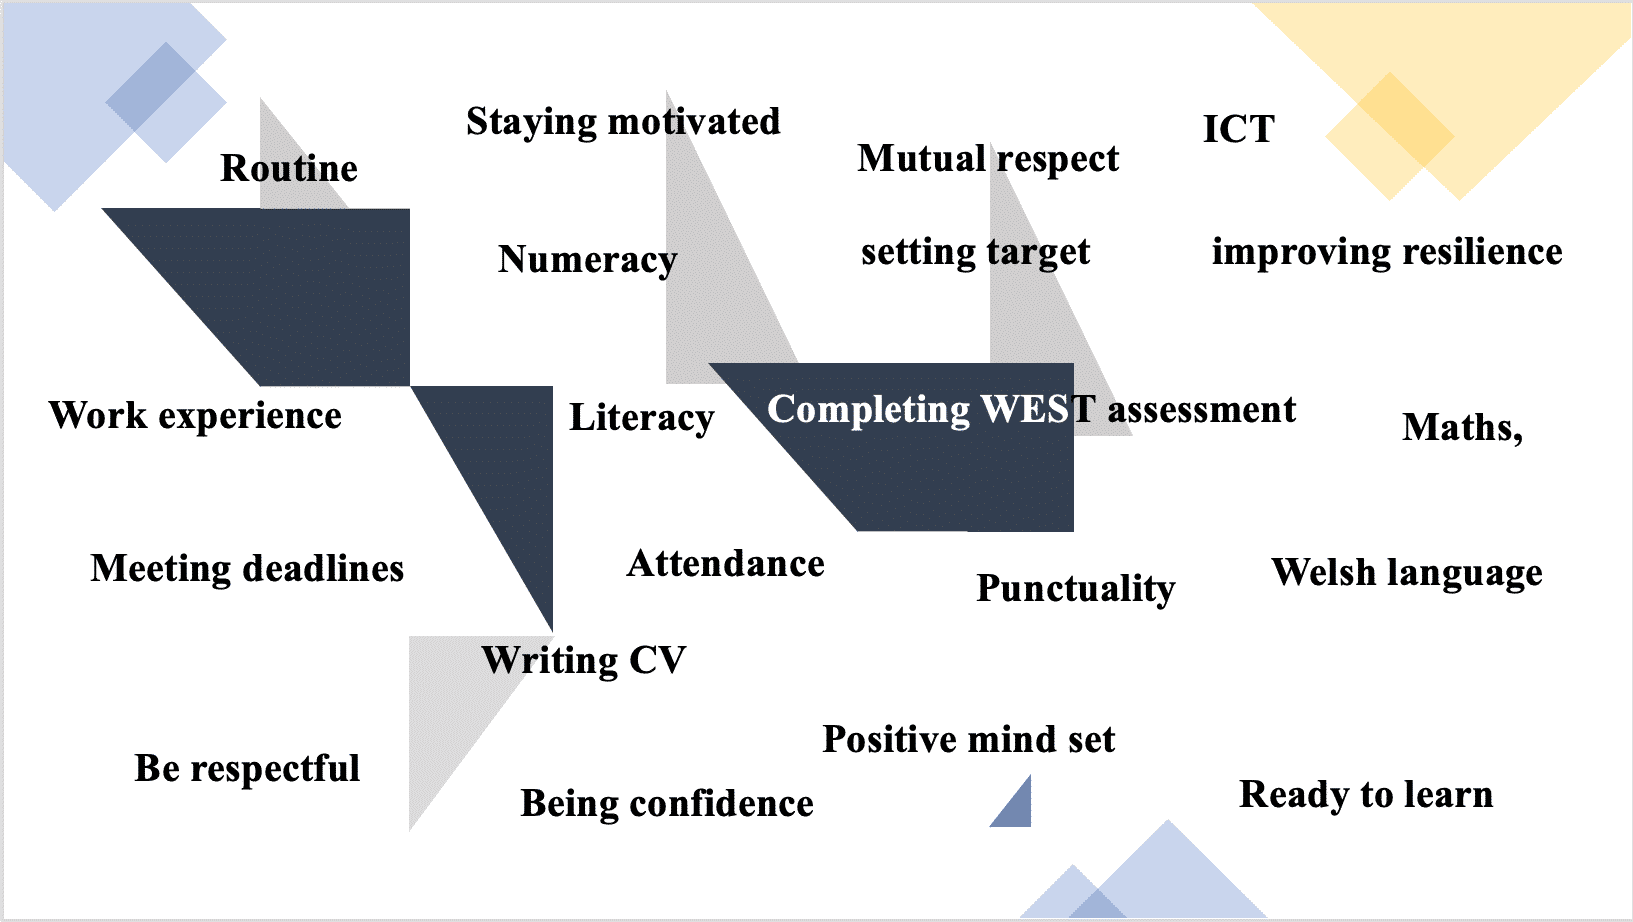 Staying motivated
ICT
Mutual respect
Routine
Numeracy
setting target
improving resilience
Work experience
Literacy
Completing WEST assessment
Maths,
Meeting deadlines
Attendance
Punctuality
Welsh language
Writing CV
Positive mind set
Be respectful
Being confidence
Ready to learn